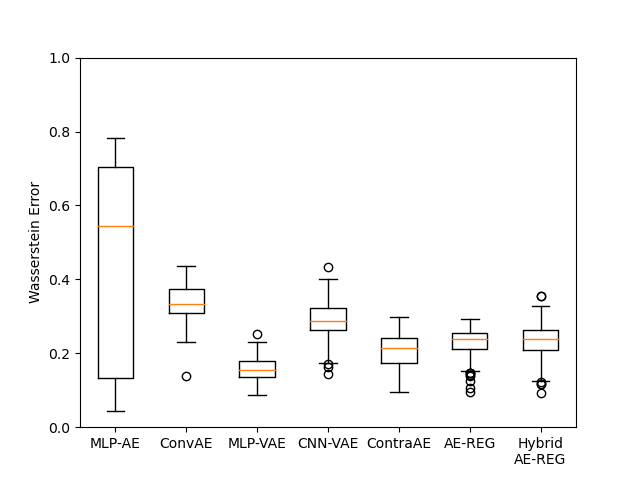 1.0
0.8
0.6
0.4
0.2
0.0
Wasserstein Error
MLP-AE ConvAE MLP-VAE CNN-VAE ContraAE AE-REG Hybrid
AE-REG